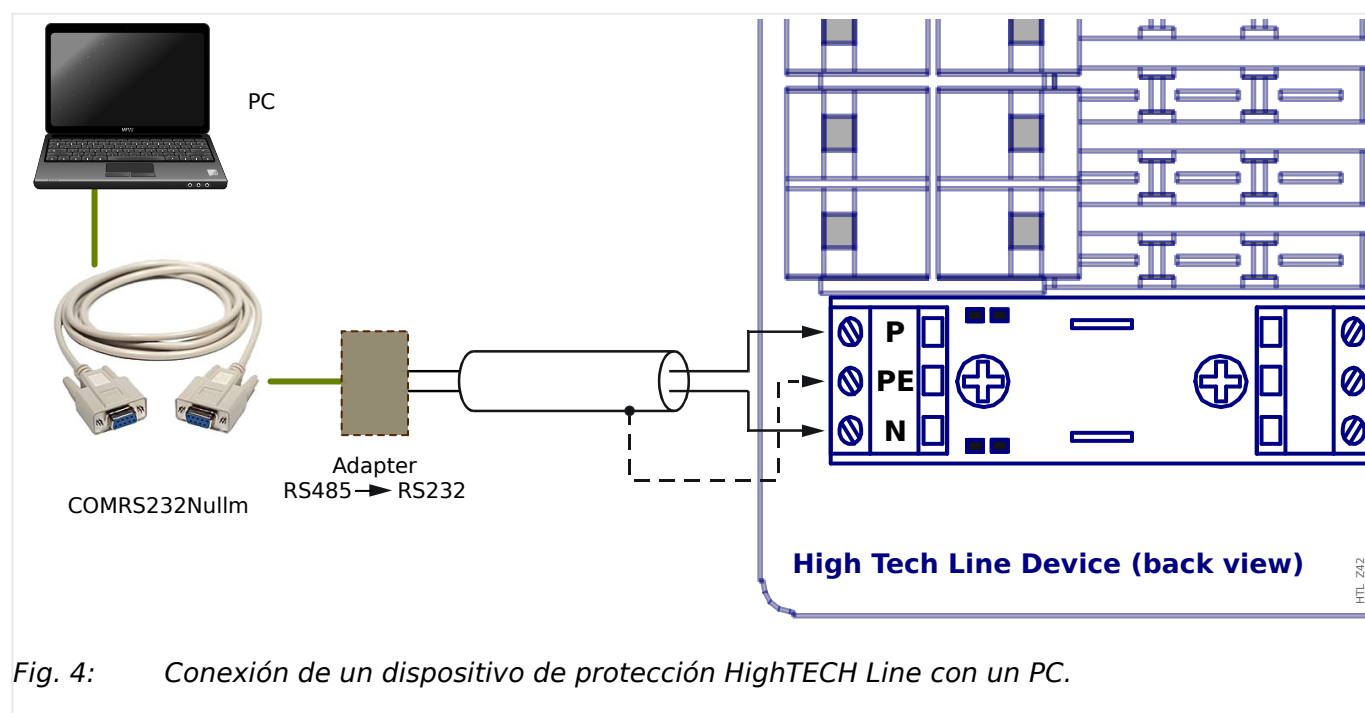 PC
COMRS232Nullm
Adapter
RS485 → RS232
P
PE
N
High Tech Line Device (back view)
HTL_Z42
Fig. 4: Conexión de un dispositivo de protección HighTECH Line con un PC.